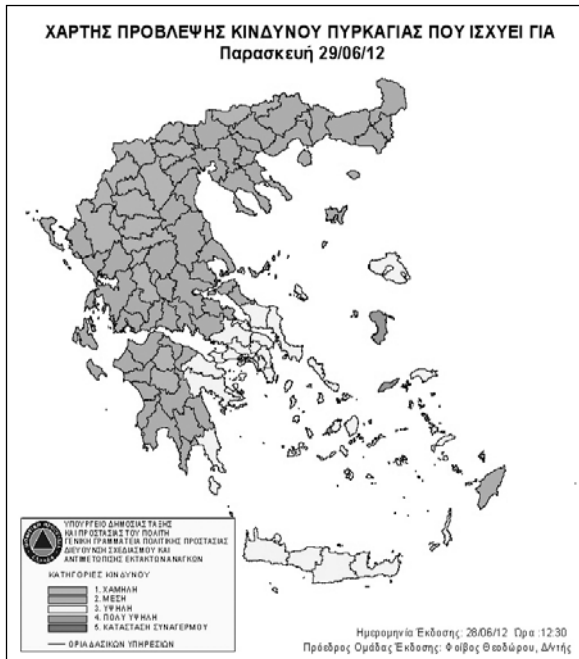 ΧΑΡΤΗΣ ΠΡΟΒΛΕΨΗΣ ΚΙΝΔΥΝΟΥ ΠΥΡΚΑΓΙΑΣ ΠΟΥ ΙΣΧΥΕΙ ΓΙΑ
Παρασκευή 29/06/12
ΥΠΟΥΡΓΕΙΟ ΔΗΜΟΣΙΑΣ ΤΑΞΗΣ
ΚΑΙ ΠΡΟΣΤΑΣΙΑΣ ΤΟΥ ΠΟΛΙΤΗ
ΓΕΝΙΚΗ ΓΡΑΜΜΑΤΕΙΑ ΠΟΛΙΤΙΚΗΣ ΠΡΟΣΤΑΣΙΑΣ
ΔΙΕΥΘΥΝΣΗ ΣΧΕΔΙΑΣΜΟΥ ΚΑΙ
ΑΝΤΙΜΕΤΩΠΙΣΗΣ ΕΚΤΑΚΤΩΝ ΑΝΑΓΚΩΝ
ΚΑΤΗΓΟΡΙΕΣ ΚΙΝΔΥΝΟΥ
1. ΧΑΜΗΛΗ
2. ΜΕΣΗ
3. ΥΨΗΛΗ
4. ΠΟΛΥ ΥΨΗΛΗ
5. ΚΑΤΑΣΤΑΣΗ ΣΥΝΑΓΕΡΜΟΥ
ΟΡΙΑ ΔΑΣΙΚΩΝ ΥΠΗΡΕΣΙΩΝ
Ημερομηνία Έκδοσης: 28/06/12 Ώρα :12:30
Πρόεδρος Ομάδας Έκδοσης: Φοίβος Θεοδώρου, Δ/ντής